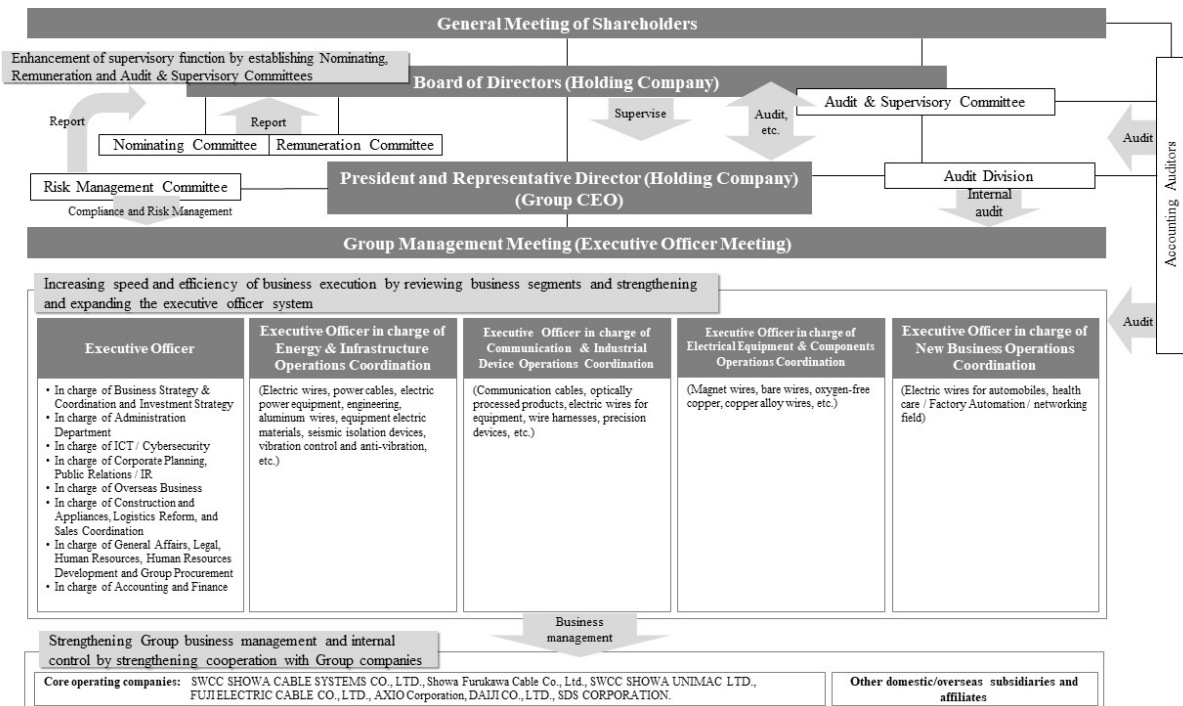 General Meeting of Shareholders
Enhancement of supervisory function by establishing Nominating,
Remuneration and Audit & Supervisory Committees
Board of Directors (Holding Company)
Audit & Supervisory Committee
Report
Report
Supervise
Audit,
etc.
Audit
Accounting Auditors
Nominating Committee
Remuneration Committee
Risk Management Committee
President and Representative Director (Holding Company)
(Group CEO)
Audit Division
Compliance and Risk Management
Internal
audit
Group Management Meeting (Executive Officer Meeting)
Increasing speed and efficiency of business execution by reviewing business segments and strengthening
and expanding the executive officer system
Audit
Executive Officer
• In charge of Business Strategy &
Coordination and Investment Strategy
• In charge of Administration
Department
• In charge of ICT / Cybersecurity
• In charge of Corporate Planning,
Public Relations / IR
• In charge of Overseas Business
• In charge of Construction and
Appliances, Logistics Reform, and
Sales Coordination
• In charge of General Affairs, Legal,
Human Resources, Human Resources
Development and Group Procurement
• In charge of Accounting and Finance
Executive Officer in charge of
Energy & Infrastructure
Operations Coordination
(Electric wires, power cables, electric
power equipment, engineering,
aluminum wires, equipment electric
materials, seismic isolation devices,
vibration control and anti-vibration,
etc.)
Executive Officer in charge of
Communication & Industrial
Device Operations Coordination
(Communication cables, optically
processed products, electric wires for
equipment, wire harnesses, precision
devices, etc.)
Executive Officer in charge of
Electrical Equipment & Components
Operations Coordination
(Magnet wires, bare wires, oxygen-free
copper, copper alloy wires, etc.)
Executive Officer in charge of
New Business Operations
Coordination
(Electric wires for automobiles, health
care / Factory Automation / networking
field)
Business
management
Strengthening Group business management and internal
control by strengthening cooperation with Group companies
Core operating companies: SWCC SHOWA CABLE SYSTEMS CO., LTD., Showa Furukawa Cable Co., Ltd., SWCC SHOWA UNIMAC LTD.,
FUJI ELECTRIC CABLE CO., LTD., AXIO Corporation, DAIJI CO., LTD., SDS CORPORATION.
Other domestic/overseas subsidiaries and
affiliates